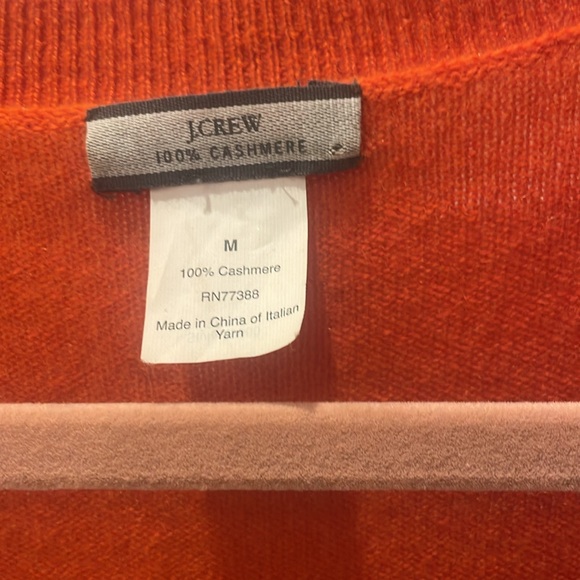 J.CREW
100% CASHMERE
M
100% Cashmere
RN77388
Made in China of Italian
Yarn